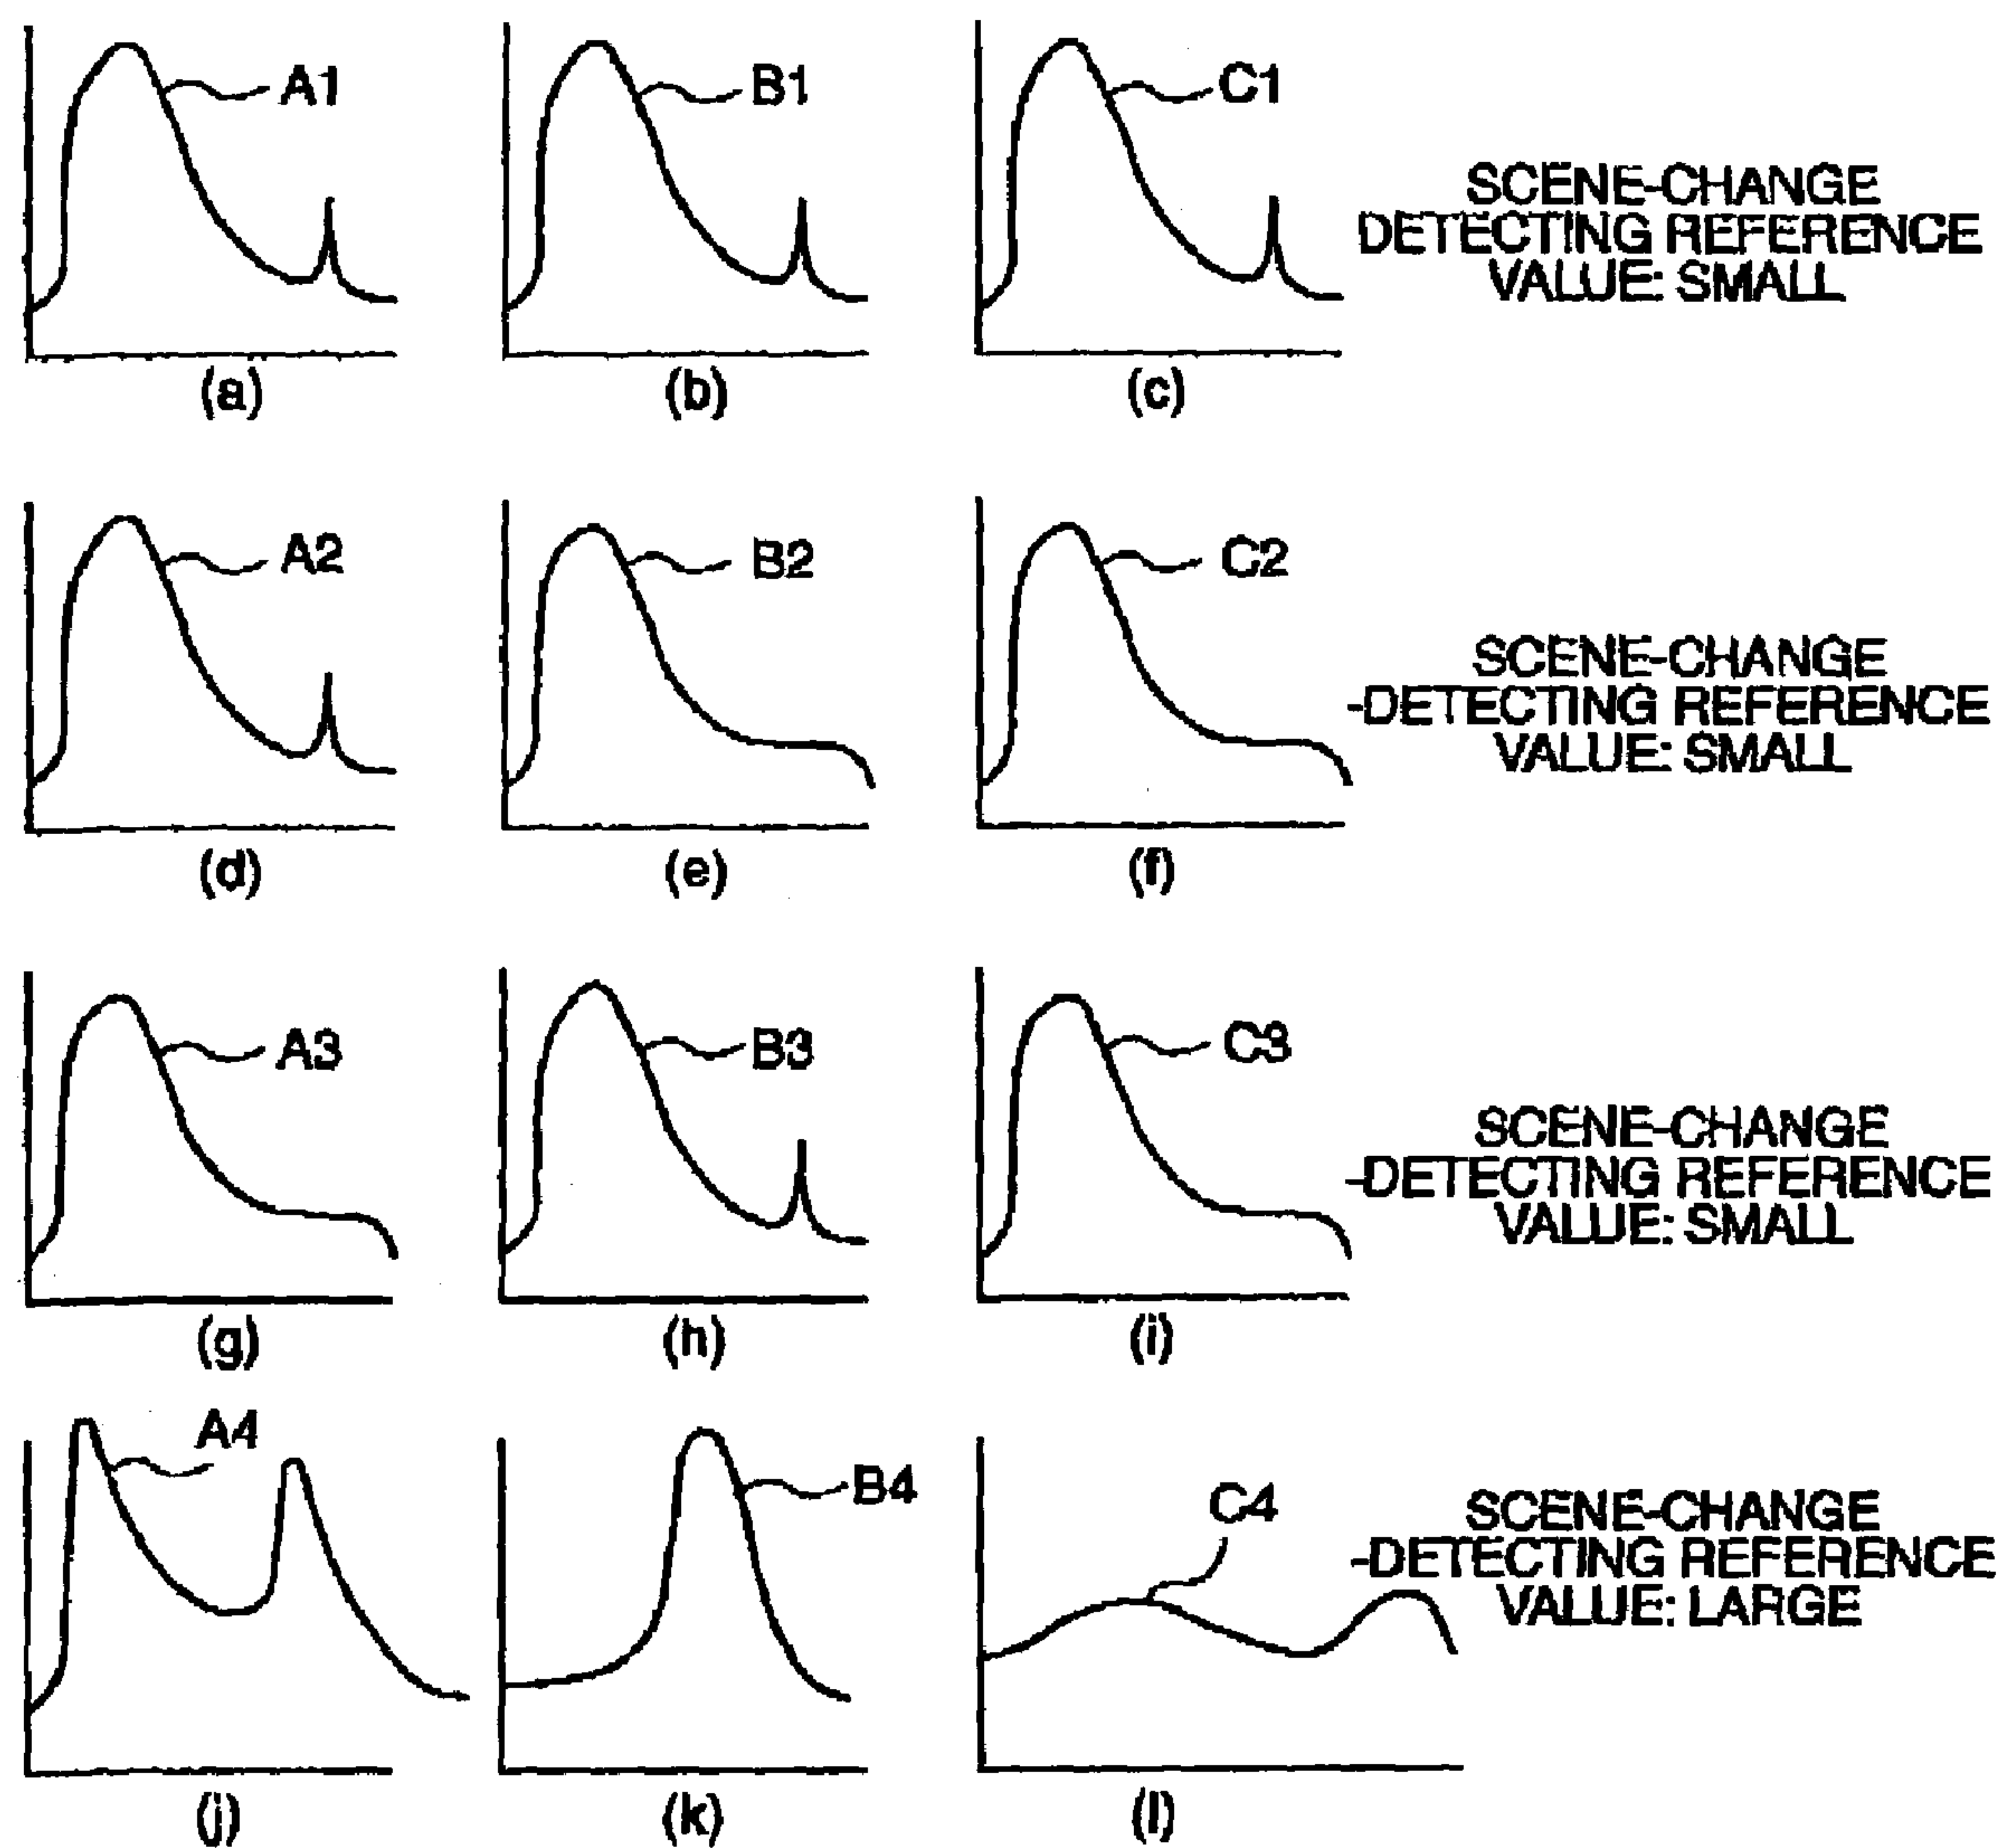 A1
B1
C1
SCENE-CHANGE
DETECTING REFERENCE
VALUE: SMALL
(a)
(b)
(c)
A2
B2
C2
SCENE-CHANGE
-DETECTING REFERENCE
VALUE: SMALL
(d)
(e)
(f)
A3
B3
C3
SCENE-CHANGE
-DETECTING REFERENCE
VALUE: SMALL
(g)
(h)
(i)
A4
B4
C4
SCENE-CHANGE
-DETECTING REFERENCE
VALUE: LARGE
(j)
(k)
(l)